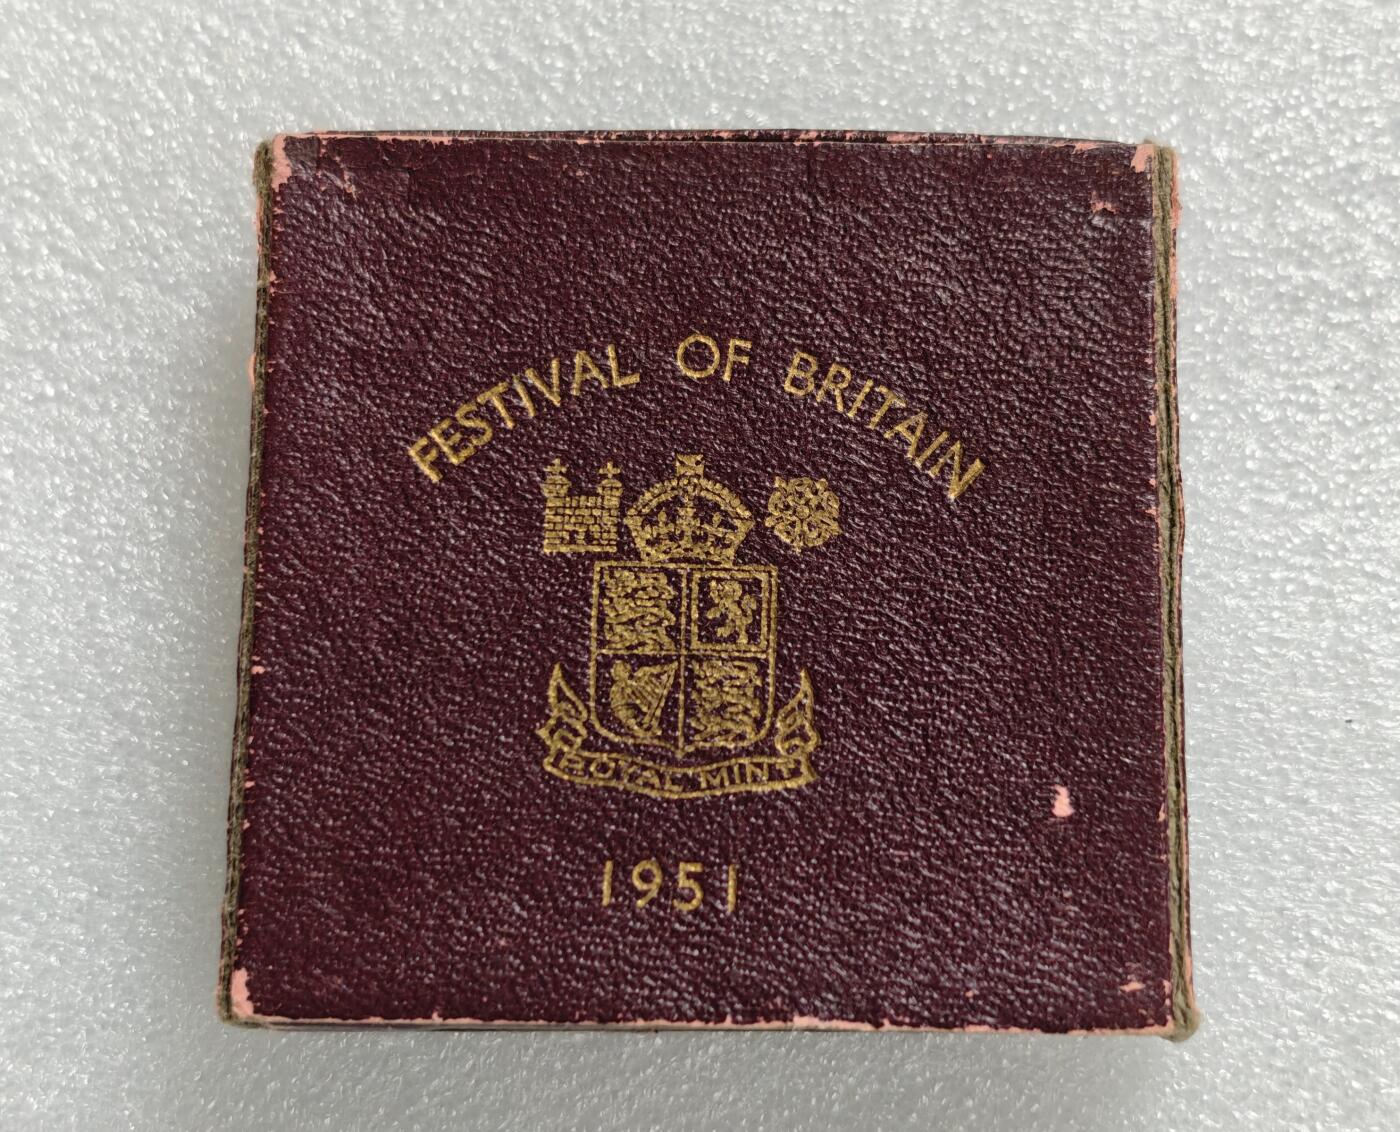 FESTIVAL OF BRITAIN
ROYAL MINT
1951